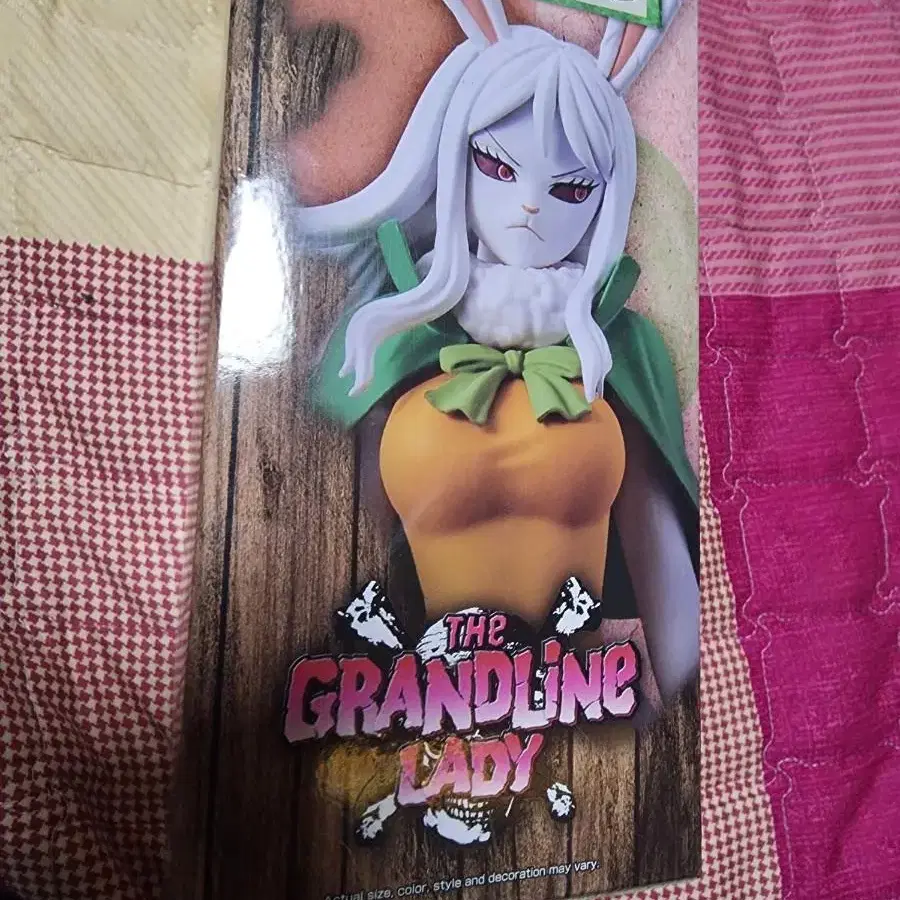 THe
GRANDLiNe
LADY
Actual size, color, style and decoration may vary.